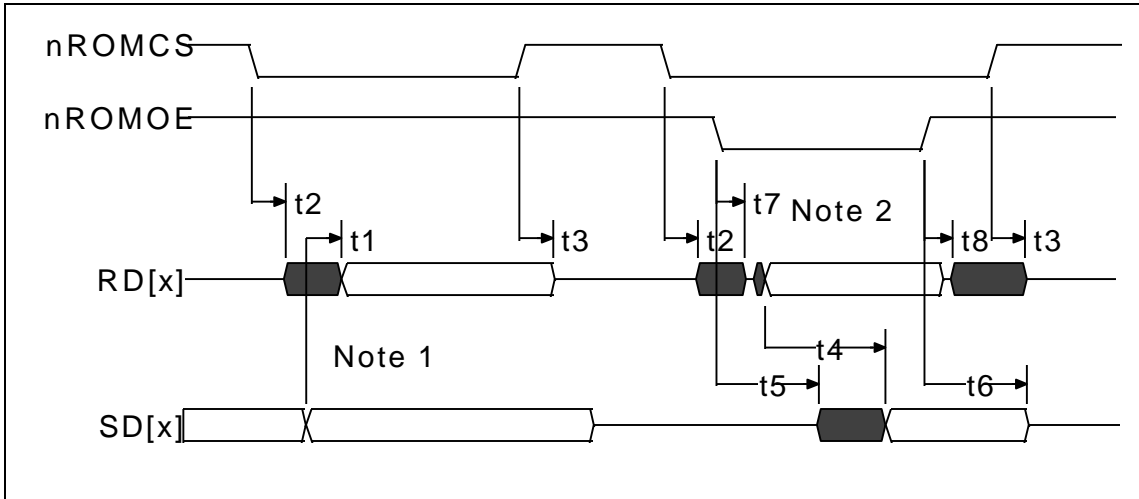 nROMCS
nROMOE
t2
t7
Note 2
t1
t3
t2
t8
t3
RD[x]
Note 1
t4
t5
t6
SD[x]